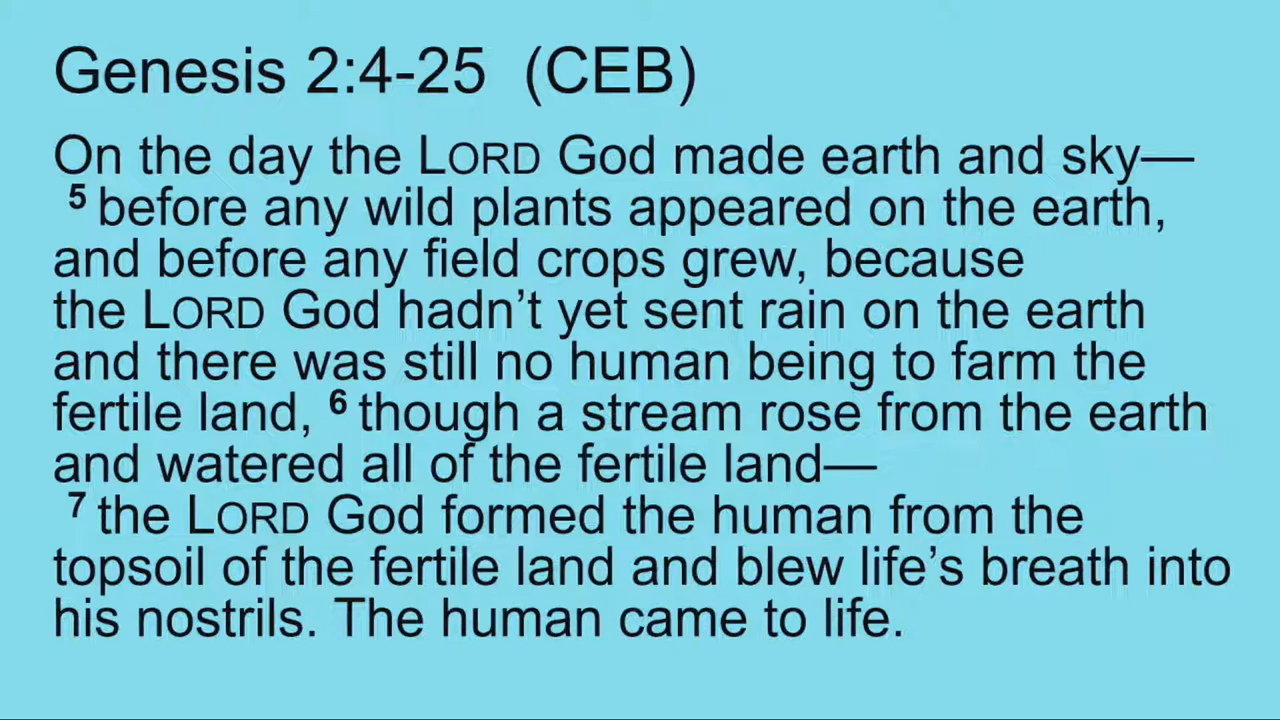 Genesis 2:4-25 (CEB)
On the day the LORD God made earth and sky—
5 before any wild plants appeared on the earth,
and before any field crops grew, because
the LORD God hadn’t yet sent rain on the earth
and there was still no human being to farm the
fertile land, 6 though a stream rose from the earth
and watered all of the fertile land—
7 the LORD God formed the human from the
topsoil of the fertile land and blew life’s breath into
his nostrils. The human came to life.